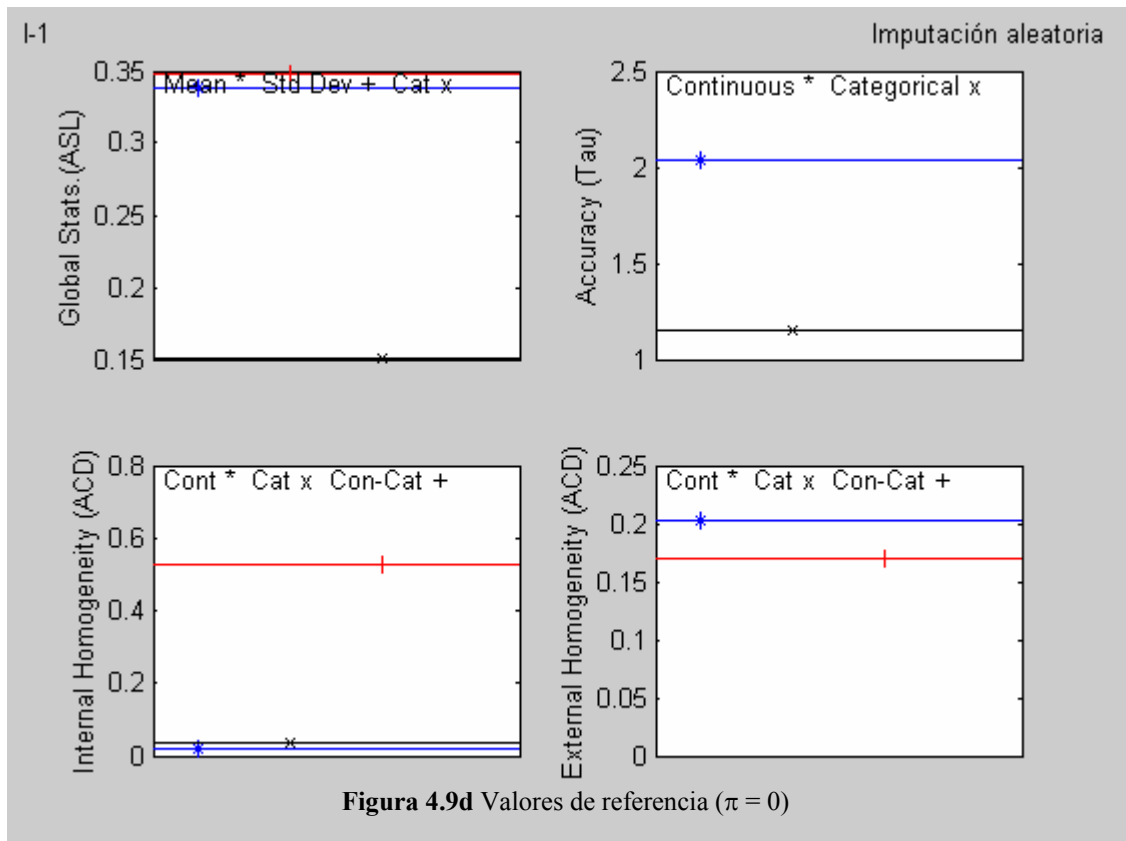 I-1
Imputación aleatoria
Global Stats.(ASL)
0.35
0.3
0.25
0.2
0.15
Mean * Std Dev + Cat x
Accuracy (Tau)
2.5
2
1.5
1
Continuous * Categorical x
Internal Homogeneity (ACD)
0.8
0.6
0.4
0.2
0
Cont * Cat x Con-Cat +
External Homogeneity (ACD)
0.25
0.2
0.15
0.1
0.05
0
Cont * Cat x Con-Cat +
Figura 4.9d Valores de referencia (π = 0)